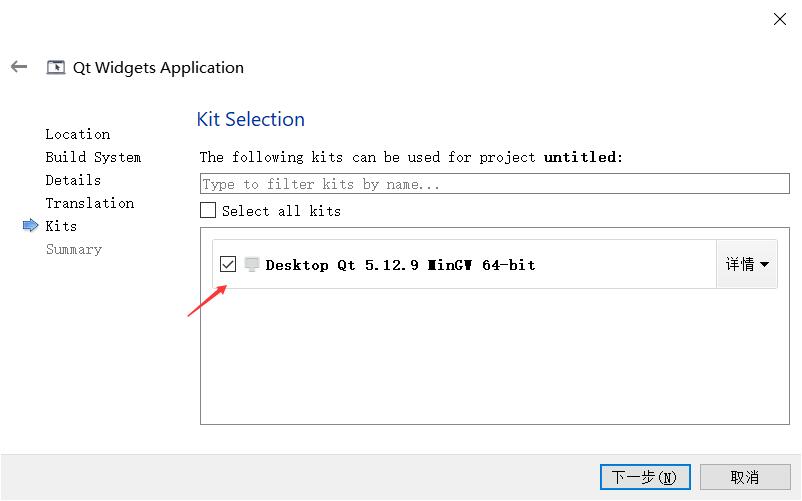 Qt Widgets Application
Kit Selection
Location
Build System
Details
Translation
Kits
Summary
The following kits can be used for project untitled:
Type to filter kits by name...
Select all kits
Desktop Qt 5.12.9 MinGW 64-bit
详情
下一步(N)
取消